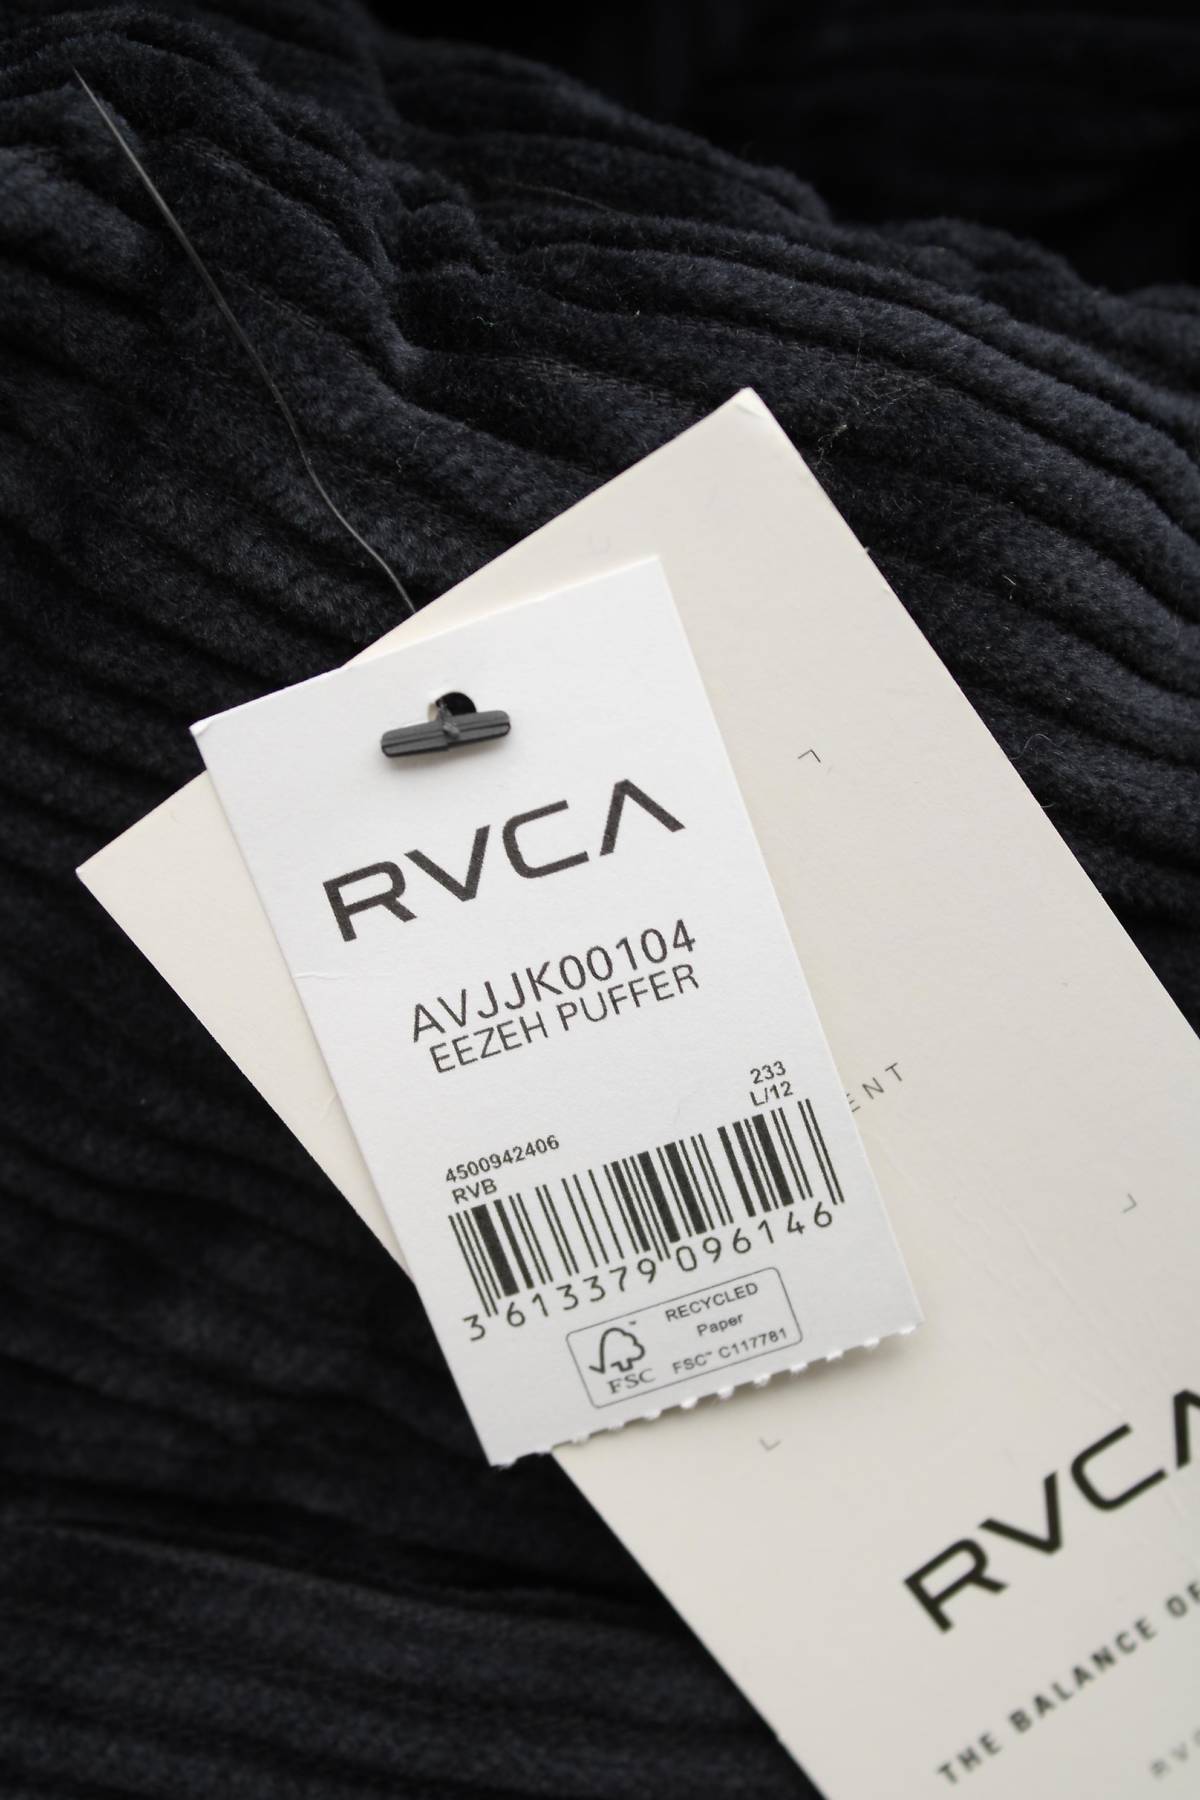 RVCA
AVJJK00104
EEZEH PUFFER
233
L/12
4500942406
RVB
3 613379 096146
RECYCLED
Paper
FSC™ C117781
FSC
ENT
RVCA
THE BALANCE OF